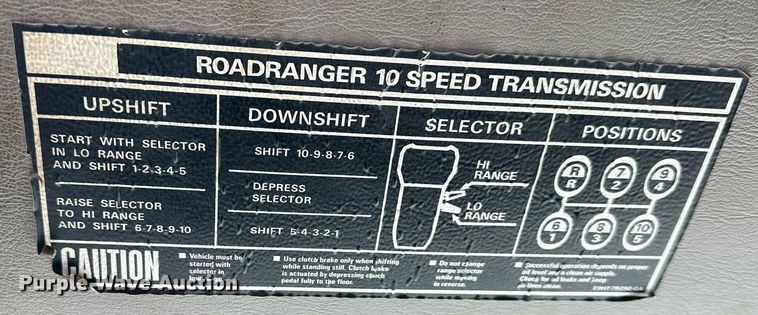 ROADRANGER 10 SPEED TRANSMISSION
UPSHIFT
START WITH SELECTOR
IN LO RANGE
AND SHIFT 1-2-3-4-5
RAISE SELECTOR
TO HI RANGE
AND SHIFT 6-7-8-9-10
DOWNSHIFT
SHIFT 10-9-8-7-6
DEPRESS
SELECTOR
SHIFT 5-4-3-2-1
SELECTOR
HI
RANGE
LO
RANGE
POSITIONS
R 7 9
R 2 4
6 8 10
1 3 5
CAUTION
■ Vehicle must be
started with
selector in
low.
■ Use clutch brake only when shifting
while standing still. Clutch brake
is actuated by depressing clutch
pedal fully to the floor.
■ Do not change
range selector
while moving
in reverse.
■ Successful operation depends on proper
oil level and a clean air supply.
Check for oil leaks and keep
air filters clean.
Purple Wave Auction